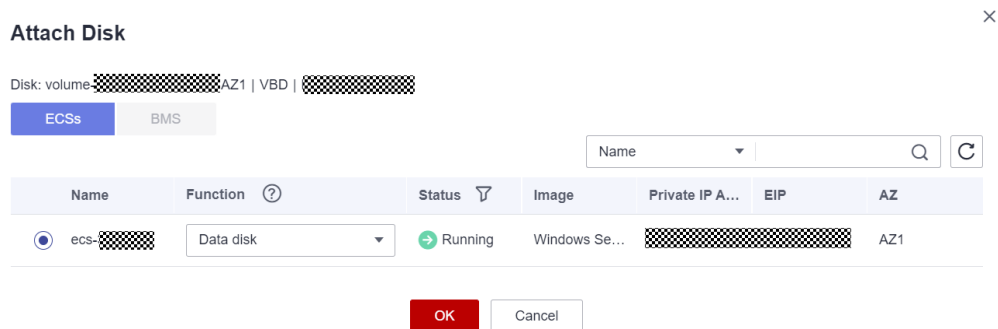 Attach Disk
Disk: volume- AZ1 | VBD |
ECSs BMS
Name
Name Function Status Image Private IP A... EIP AZ
ecs- Data disk Running Windows Se... AZ1
OK Cancel